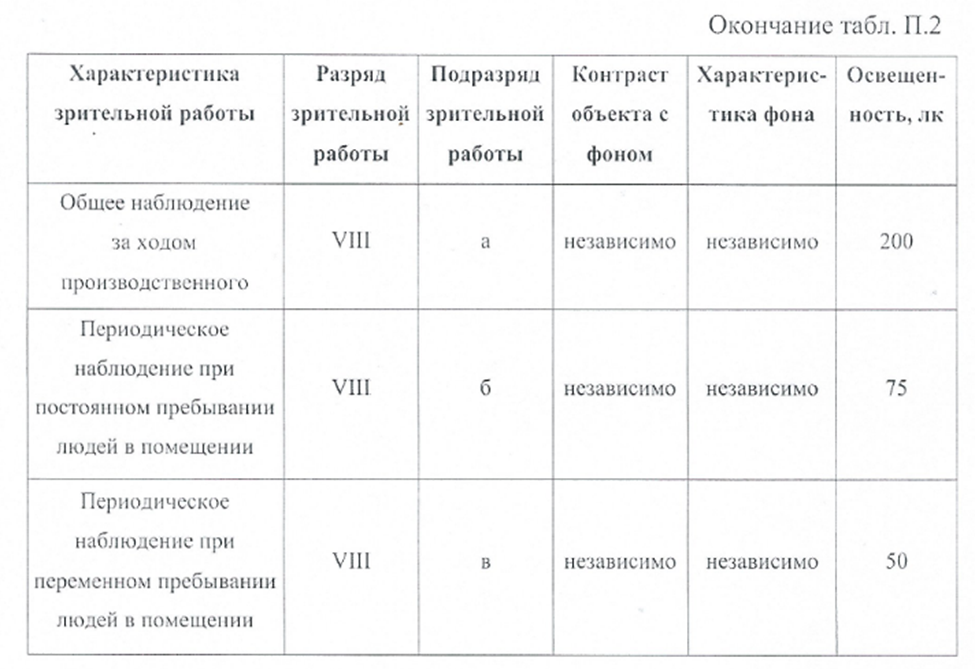 Окончание табл. П.2
Характеристика
зрительной работы
Разряд
зрительной
работы
Подразряд
зрительной
работы
Контраст
объекта с
фоном
Характерис-
тика фона
Освещен-
ность, лк
Общее наблюдение
за ходом
производственного
VIII
а
независимо
независимо
200
Периодическое
наблюдение при
постоянном пребывании
людей в помещении
VIII
б
независимо
независимо
75
Периодическое
наблюдение при
переменном пребывании
людей в помещении
VIII
в
независимо
независимо
50